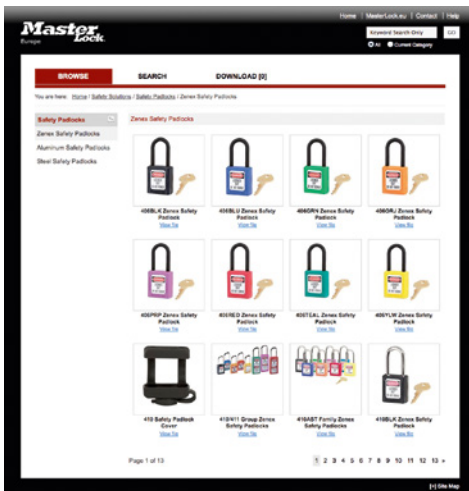 Home | MasterLock.eu | Contact | Help
Master Lock
Europe
Keyword Search Only
GO
All Current Category
BROWSE SEARCH DOWNLOAD [0]
You are here: Home / Safety Solutions / Safety Padlocks / Zenex Safety Padlocks
Safety Padlocks
Zenex Safety Padlocks
Aluminum Safety Padlocks
Steel Safety Padlocks
Zenex Safety Padlocks
406BLK Zenex Safety Padlock
View file
406BLU Zenex Safety Padlock
View file
406GRN Zenex Safety Padlock
View file
406ORJ Zenex Safety Padlock
View file
406PRP Zenex Safety Padlock
View file
406RED Zenex Safety Padlock
View file
406TEAL Zenex Safety Padlock
View file
406YLW Zenex Safety Padlock
View file
410 Safety Padlock Cover
View file
410/411 Group Zenex Safety Padlocks
View file
410AST Family Zenex Safety Padlocks
View file
410BLK Zenex Safety Padlock
View file
Page 1 of 13
1 2 3 4 5 6 7 8 9 10 11 12 13 »
[+] Site Map